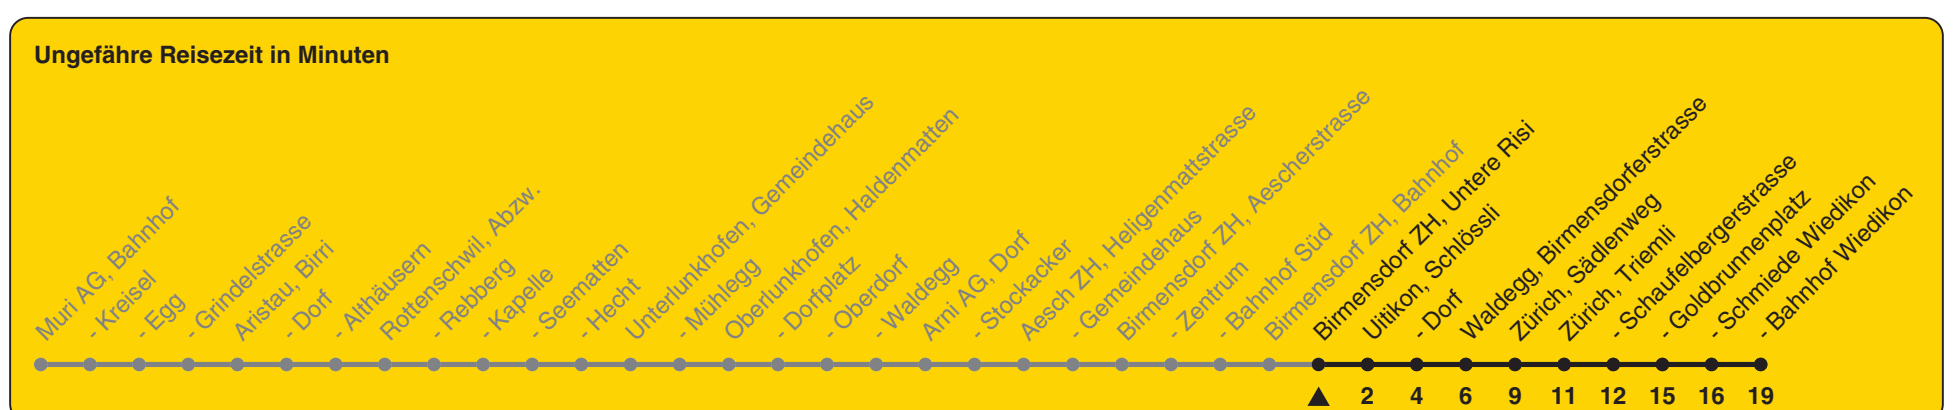 Ungefähre Reisezeit in Minuten
Muri AG, Bahnhof
- Kreisel
- Egg
- Grindelstrasse
Aristau, Birri
- Dorf
- Althäusern
Rottenschwil, Abzw.
- Rebberg
- Kapelle
- Seematten
- Hecht
Unterlunkhofen, Gemeindehaus
- Mühlegg
Oberlunkhofen, Haldenmatten
- Dorfplatz
- Oberdorf
- Waldegg
Arni AG, Dorf
- Stockacker
Aesch ZH, Heligenmattstrasse
- Gemeindehaus
Birmensdorf ZH, Aescherstrasse
- Zentrum
- Bahnhof Süd
Birmensdorf ZH, Bahnhof
Birmensdorf ZH, Untere Risi
Uitikon, Schlössli
- Dorf
Waldegg, Birmensdorferstrasse
Zürich, Sädlenweg
Zürich, Triemli
- Schaufelbergerstrasse
- Goldbrunnenplatz
- Schmiede Wiedikon
- Bahnhof Wiedikon
2 4 6 9 11 12 15 16 19